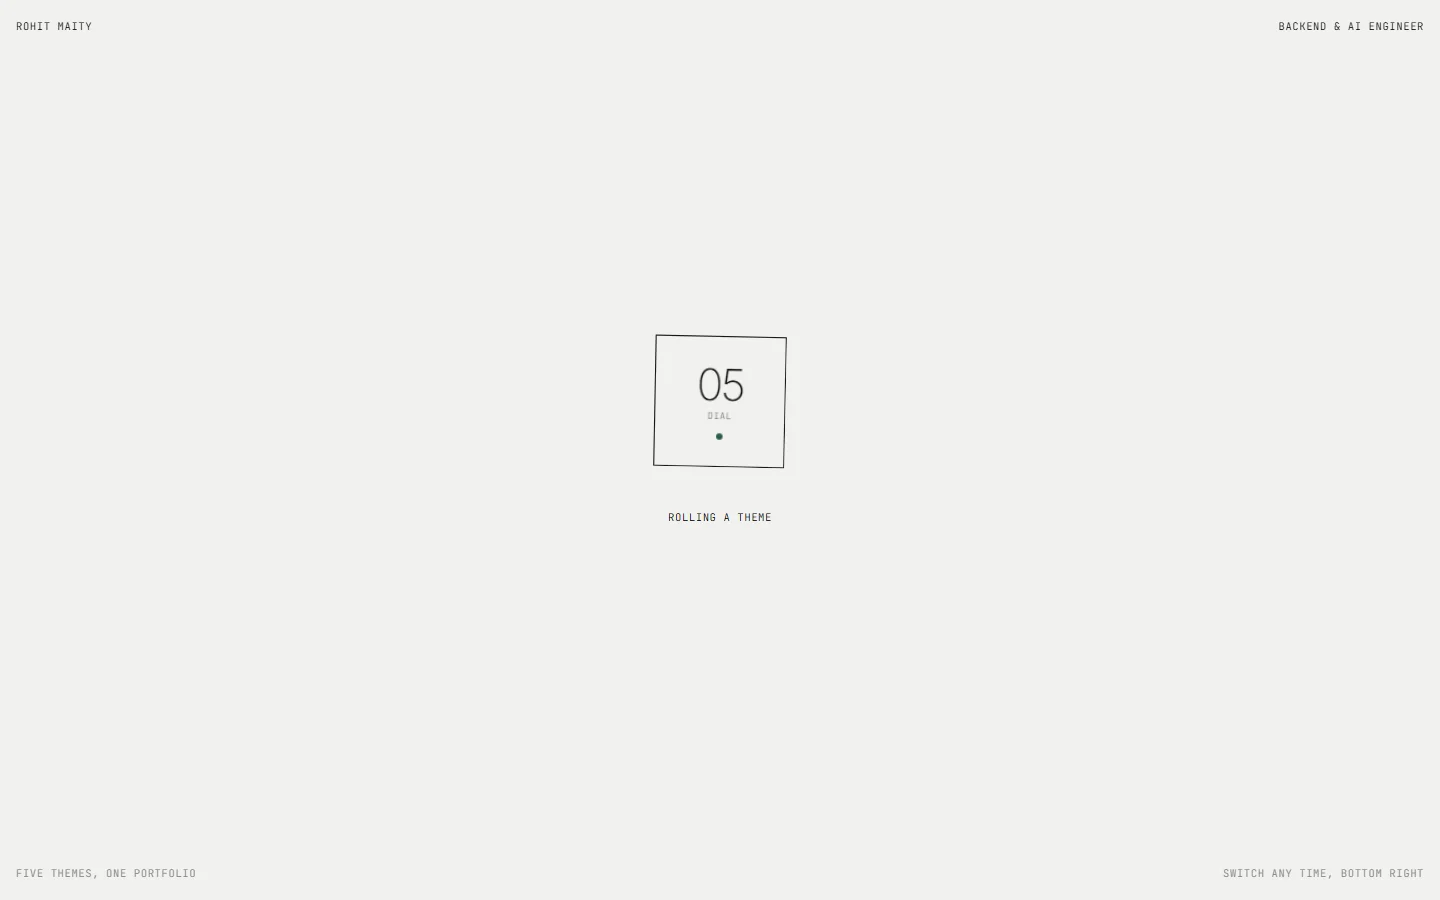 ROHIT MAITY
BACKEND & AI ENGINEER
05
DIAL
ROLLING A THEME
FIVE THEMES, ONE PORTFOLIO
SWITCH ANY TIME, BOTTOM RIGHT